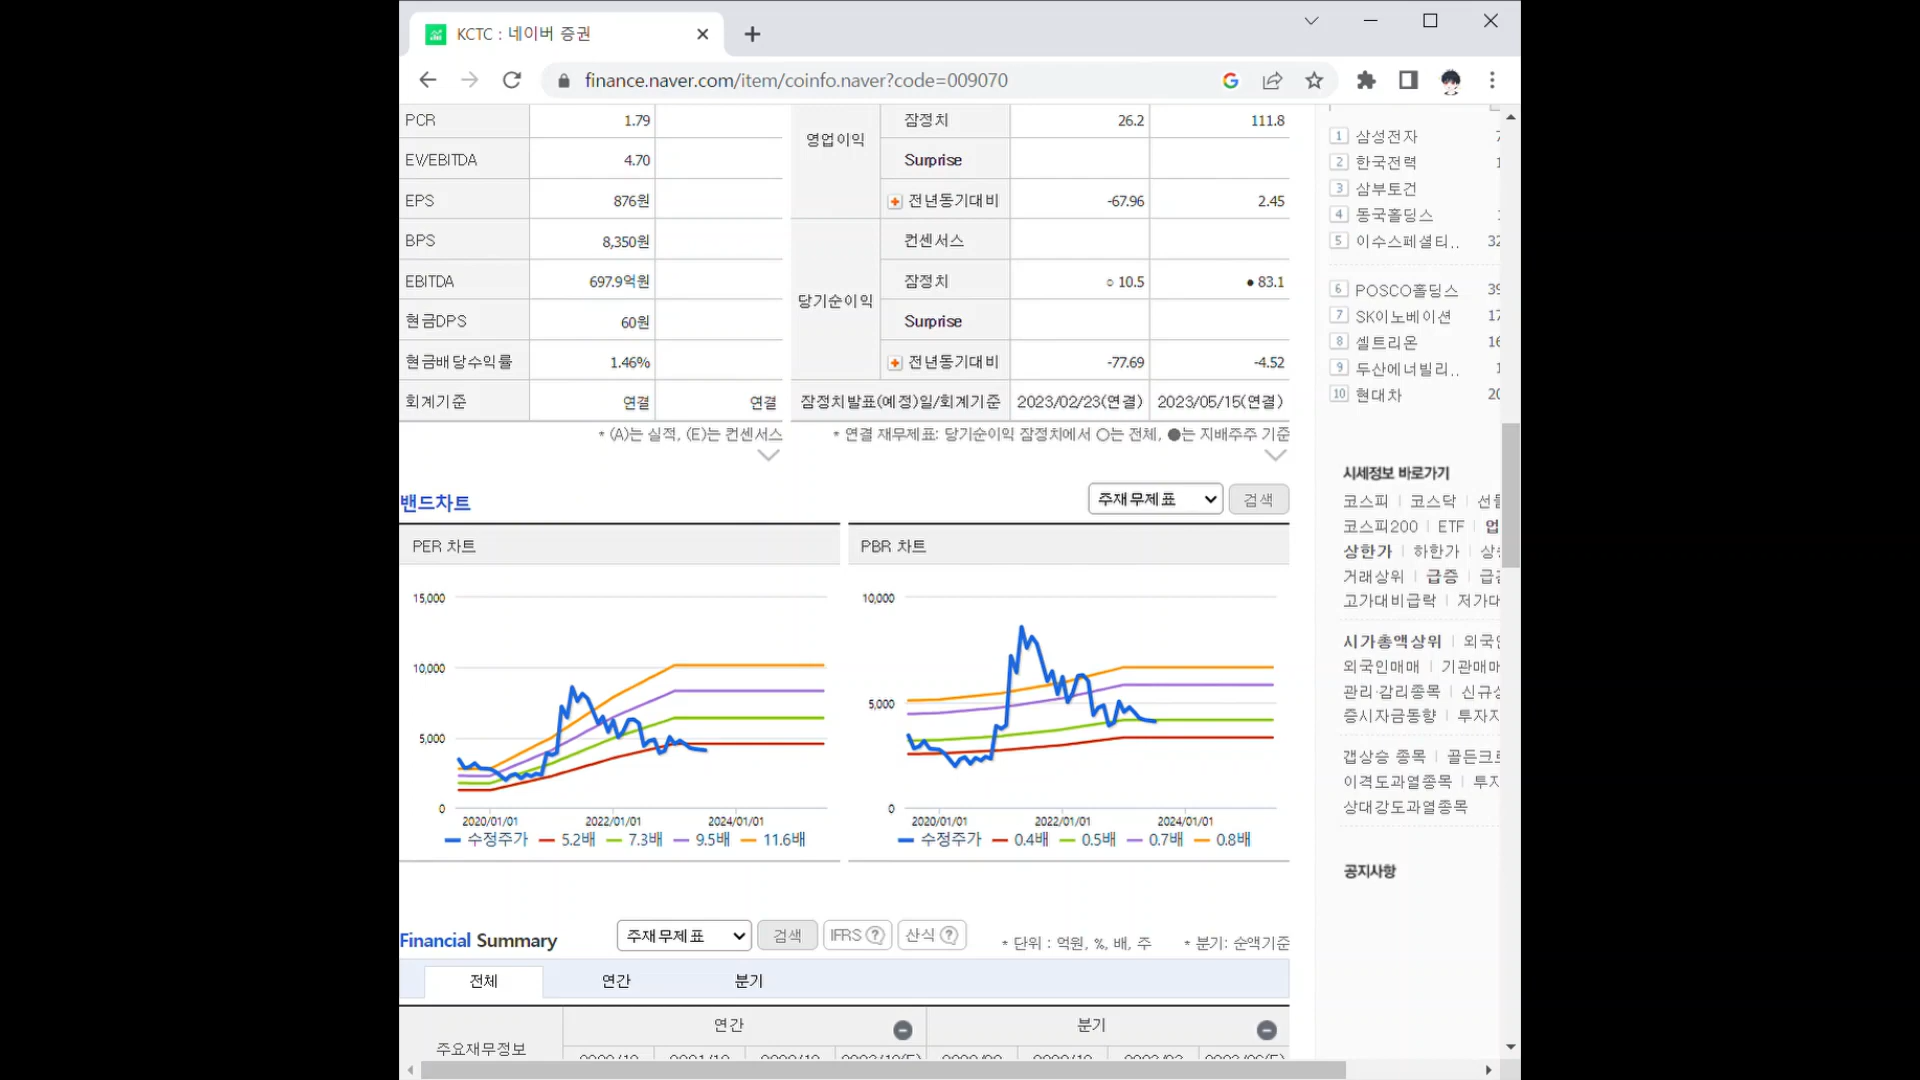 KCTC : 네이버 증권
finance.naver.com/item/coinfo.naver?code=009070
PCR 1.79
EV/EBITDA 4.70
EPS 876원
BPS 8,350원
EBITDA 697.9억원
현금DPS 60원
현금배당수익률 1.46%
회계기준 연결 연결
* (A)는 실적, (E)는 컨센서스
영업이익
잠정치 26.2 111.8
Surprise
전년동기대비 -67.96 2.45
당기순이익
컨센서스
잠정치 ○ 10.5 ● 83.1
Surprise
전년동기대비 -77.69 -4.52
잠정치발표(예정)일/회계기준 2023/02/23(연결) 2023/05/15(연결)
* 연결 재무제표: 당기순이익 잠정치에서 ○는 전체, ●는 지배주주 기준
밴드차트
주재무제표 검색
PER 차트
15,000
10,000
5,000
0
2020/01/01 2022/01/01 2024/01/01
수정주가 5.2배 7.3배 9.5배 11.6배
PBR 차트
10,000
5,000
0
2020/01/01 2022/01/01 2024/01/01
수정주가 0.4배 0.5배 0.7배 0.8배
Financial Summary
주재무제표 검색 IFRS ? 산식 ?
* 단위 : 억원, %, 배, 주 * 분기: 순액기준
전체 연간 분기
주요재무정보 연간 분기
1 삼성전자
2 한국전력
3 삼부토건
4 동국홀딩스
5 이수스페셜티.. 32
6 POSCO홀딩스 39
7 SK이노베이션 17
8 셀트리온 16
9 두산에너빌리..
10 현대차 20
시세정보 바로가기
코스피 | 코스닥 | 선물
코스피200 | ETF | 업
상한가 | 하한가 | 상승
거래상위 | 급증 | 급감
고가대비급락 | 저가대
시가총액상위 | 외국인
외국인매매 | 기관매매
관리·감리종목 | 신규상
증시자금동향 | 투자자
갭상승 종목 | 골든크로
이격도과열종목 | 투자
상대강도과열종목
공지사항